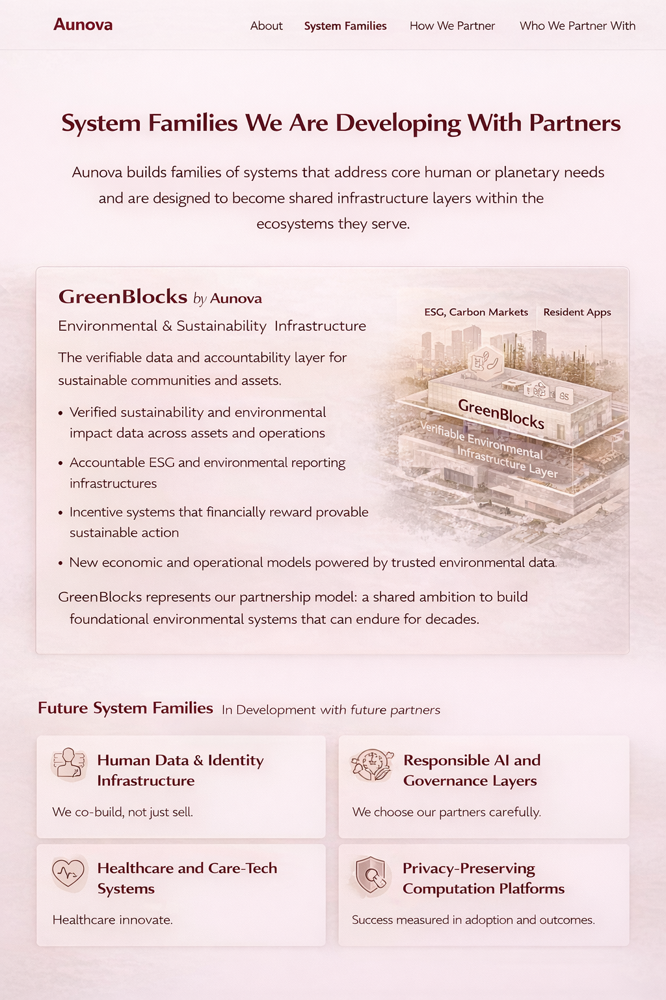 Aunova
About
System Families
How We Partner
Who We Partner With
System Families We Are Developing With Partners
Aunova builds families of systems that address core human or planetary needs
and are designed to become shared infrastructure layers within the
ecosystems they serve.
GreenBlocks by Aunova
Environmental & Sustainability Infrastructure
The verifiable data and accountability layer for
sustainable communities and assets.
• Verified sustainability and environmental
impact data across assets and operations
• Accountable ESG and environmental reporting
infrastructures
• Incentive systems that financially reward provable
sustainable action
• New economic and operational models powered by trusted environmental data.
GreenBlocks represents our partnership model: a shared ambition to build
foundational environmental systems that can endure for decades.
ESG, Carbon Markets
Resident Apps
GreenBlocks
Verifiable Environmental
Infrastructure Layer
Future System Families In Development with future partners
Human Data & Identity
Infrastructure
We co-build, not just sell.
Responsible AI and
Governance Layers
We choose our partners carefully.
Healthcare and Care-Tech
Systems
Healthcare innovate.
Privacy-Preserving
Computation Platforms
Success measured in adoption and outcomes.